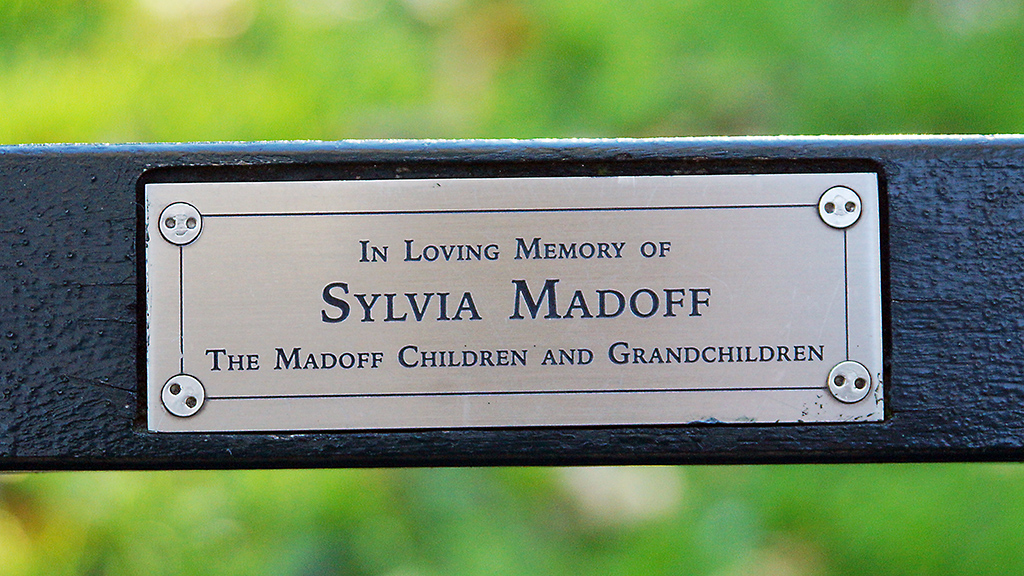 In Loving Memory of
Sylvia Madoff
The Madoff Children and Grandchildren